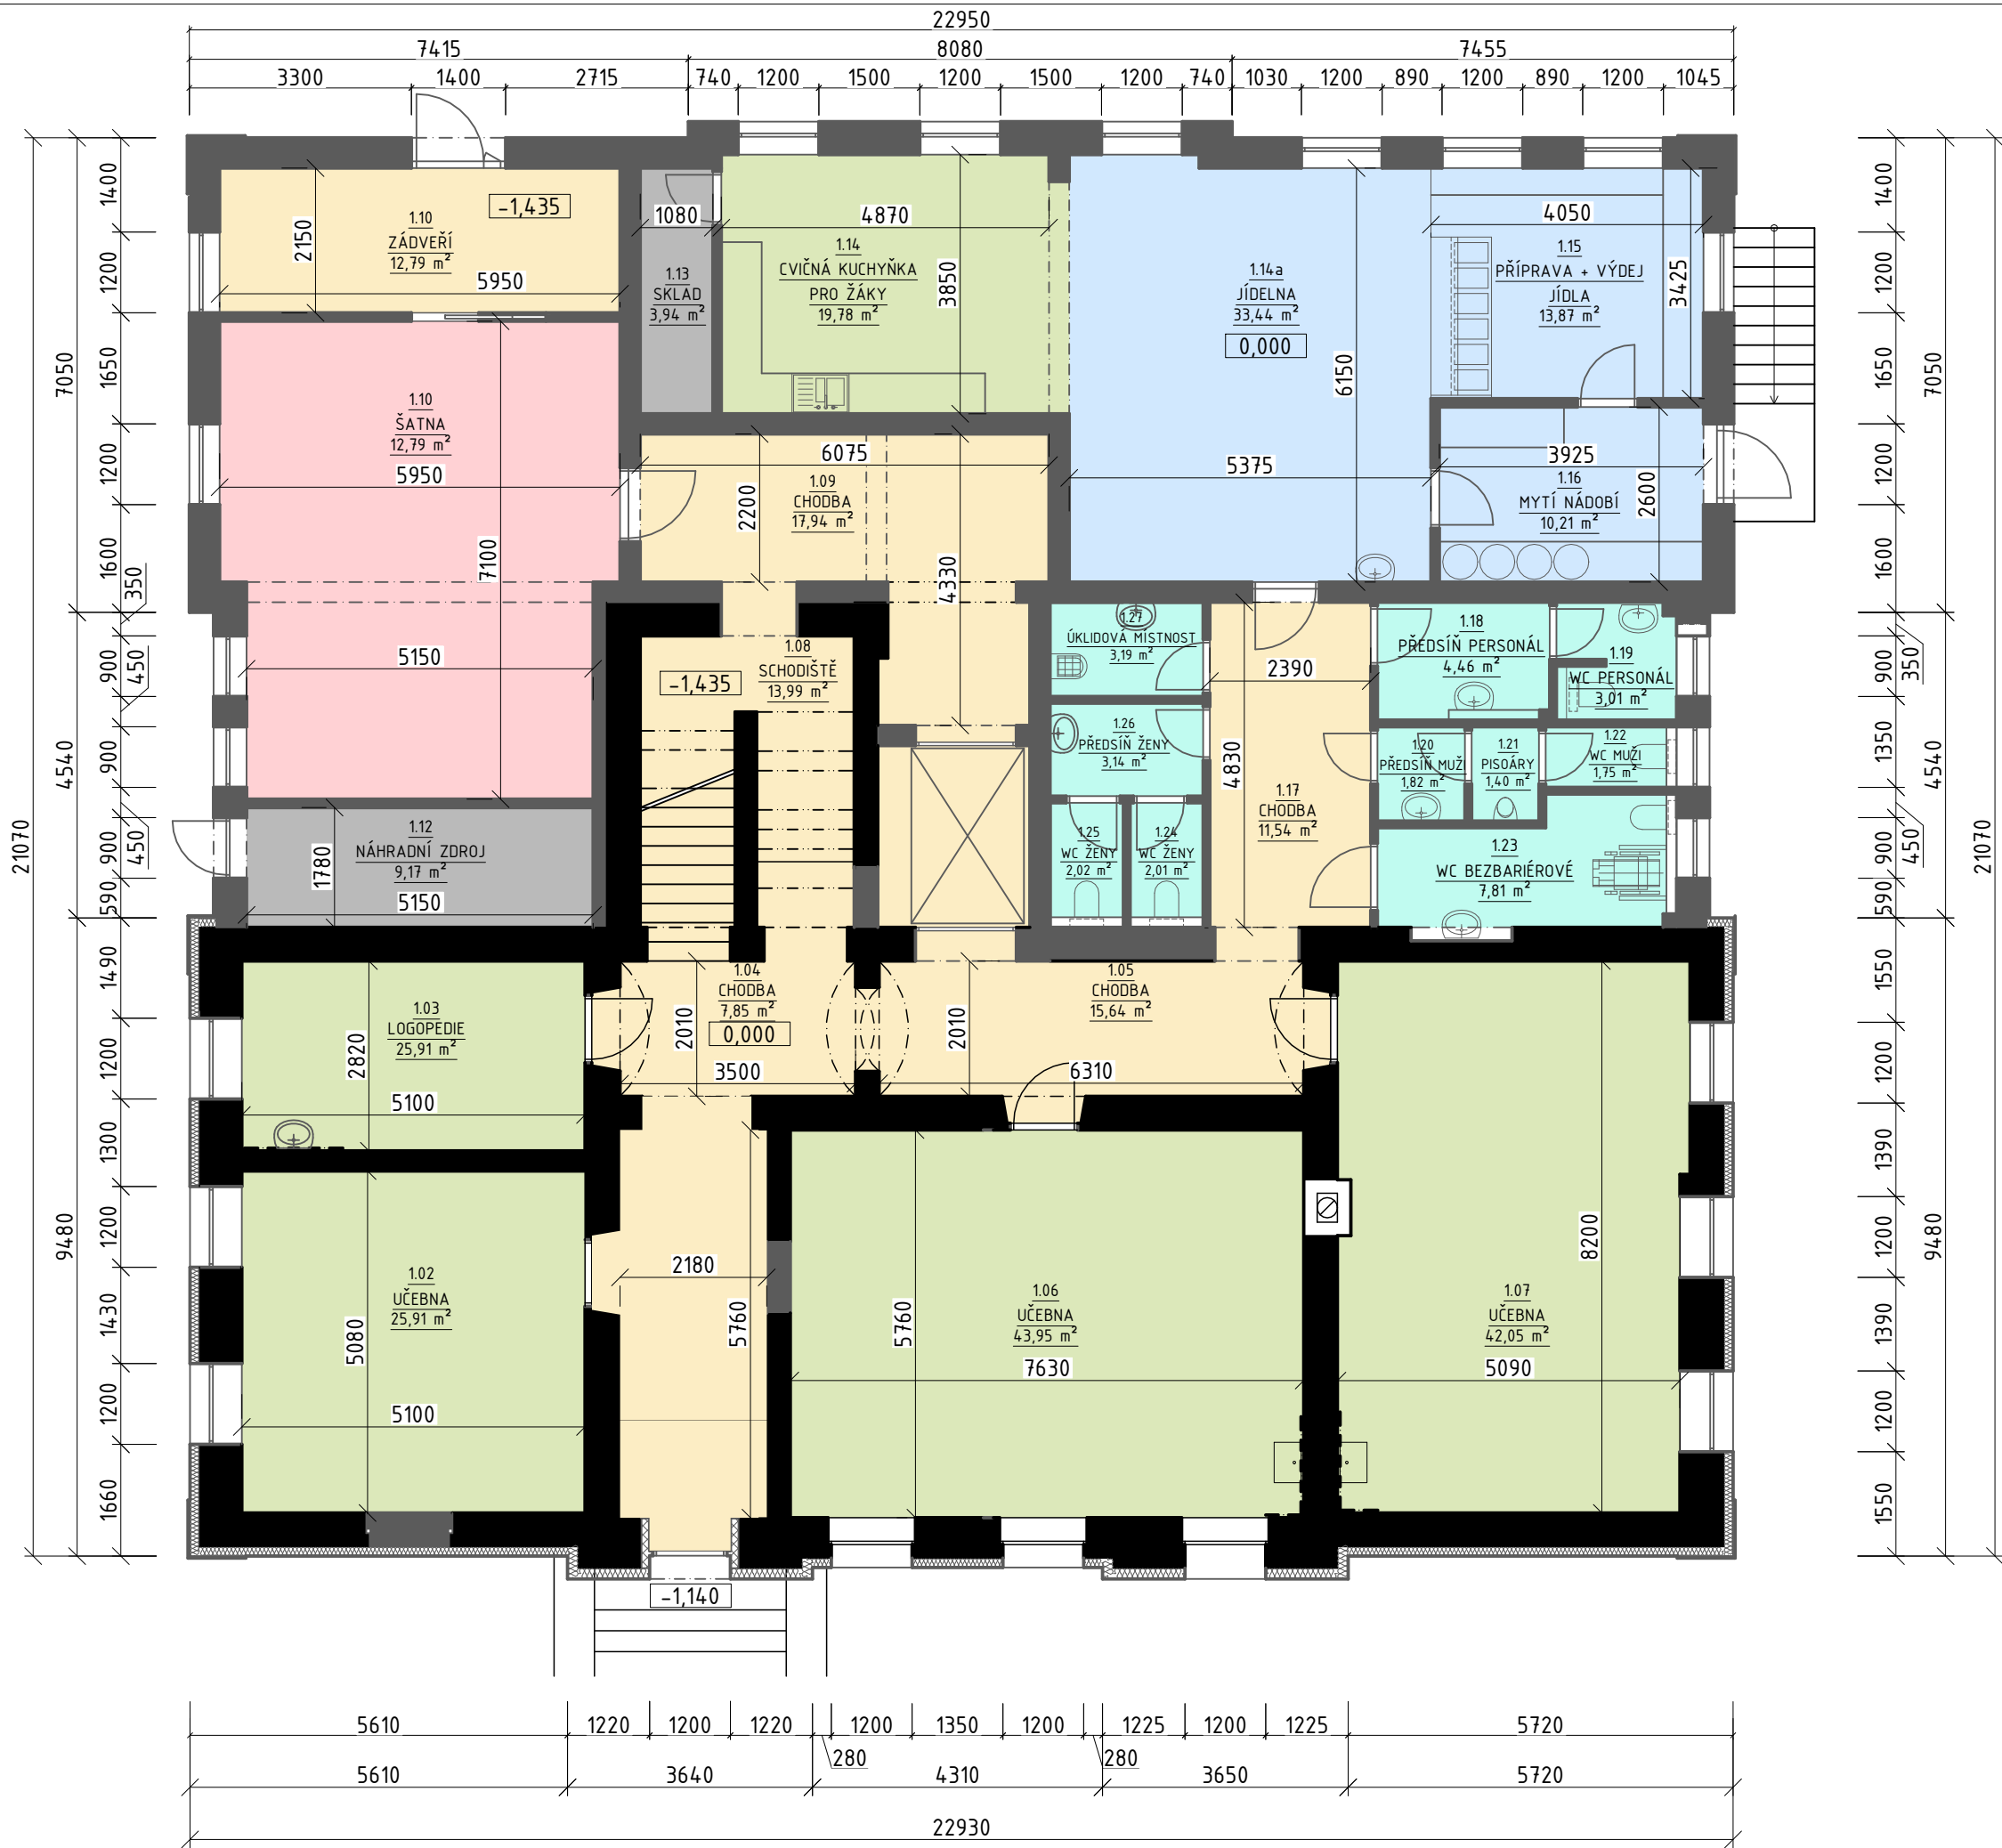 22950
7415 8080 7455
3300 1400 2715 740 1200 1500 1200 1500 1200 740 1030 1200 890 1200 890 1200 1045
1.10
ZÁDVEŘÍ
12,79 m²
-1,435
2150
5950
1080
1.13
SKLAD
3,94 m²
4870
1.14
CVIČNÁ KUCHYŇKA
PRO ŽÁKY
19,78 m²
3850
1.14a
JÍDELNA
33,44 m²
0,000
6150
5375
4050
1.15
PŘÍPRAVA + VÝDEJ
JÍDLA
13,87 m²
3425
3925
1.16
MYTÍ NÁDOBÍ
10,21 m²
2600
1.10
ŠATNA
12,79 m²
5950
7100
5150
6075
1.09
CHODBA
17,94 m²
2200
4330
1.08
SCHODIŠTĚ
13,99 m²
-1,435
1.27
ÚKLIDOVÁ MÍSTNOST
3,19 m²
2390
1.18
PŘEDSÍŇ PERSONÁL
4,46 m²
1.19
WC PERSONÁL
3,01 m²
1.26
PŘEDSÍŇ ŽENY
3,14 m²
4830
1.17
CHODBA
11,54 m²
1.20
PŘEDSÍŇ MUŽI
1,82 m²
1.21
PISOÁRY
1,40 m²
1.22
WC MUŽI
1,75 m²
1.25
WC ŽENY
2,02 m²
1.24
WC ŽENY
2,01 m²
1.23
WC BEZBARIÉROVÉ
7,81 m²
1.12
NÁHRADNÍ ZDROJ
9,17 m²
1780
5150
1.03
LOGOPEDIE
25,91 m²
2820
5100
1.04
CHODBA
7,85 m²
0,000
2010
3500
1.05
CHODBA
15,64 m²
2010
6310
1.02
UČEBNA
25,91 m²
5080
5100
2180
5760
1.06
UČEBNA
43,95 m²
5760
7630
1.07
UČEBNA
42,05 m²
8200
5090
-1,140
21070
7050
4540
9480
1400
1200
1650
1200
1600
350
900
450
900
900
450
590
1490
1200
1300
1200
1430
1200
1660
1400
1200
1650
1200
1600
350
900
1350
900
450
590
1550
1200
1390
1200
1390
1200
1550
7050
4540
9480
21070
5610 1220 1200 1220 1200 1350 1200 1225 1200 1225 5720
280 280
5610 3640 4310 3650 5720
22930